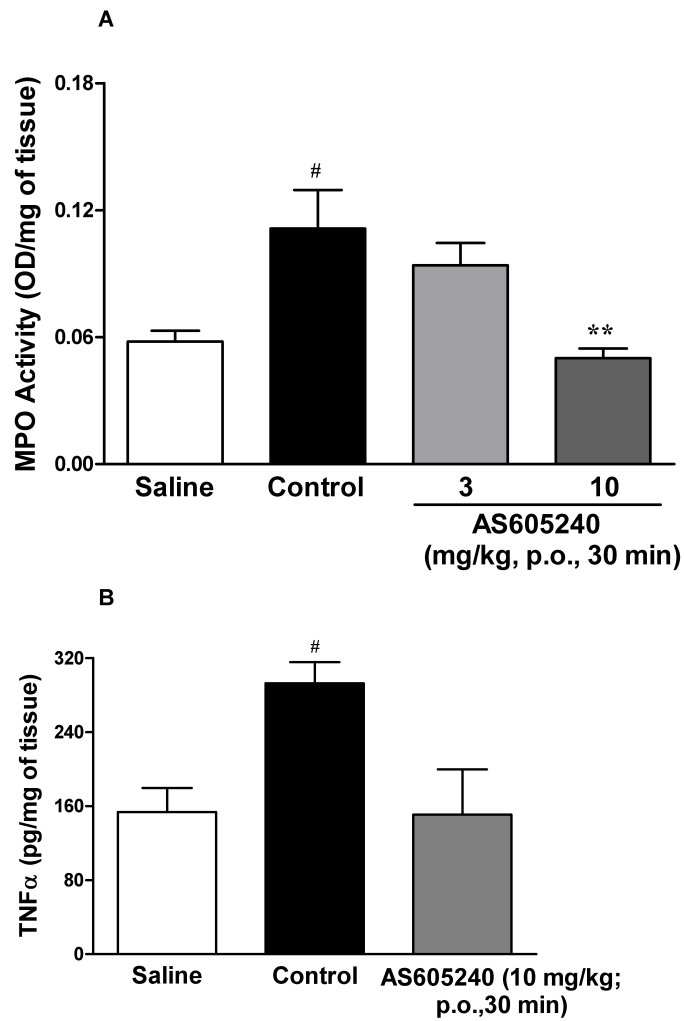 A
MPO Activity (OD/mg of tissue)
0.18
0.12
0.06
0.00
#
**
Saline Control 3 10
AS605240
(mg/kg, p.o., 30 min)
B
TNFα (pg/mg of tissue)
320
240
160
80
0
#
Saline Control AS605240 (10 mg/kg;
p.o.,30 min)